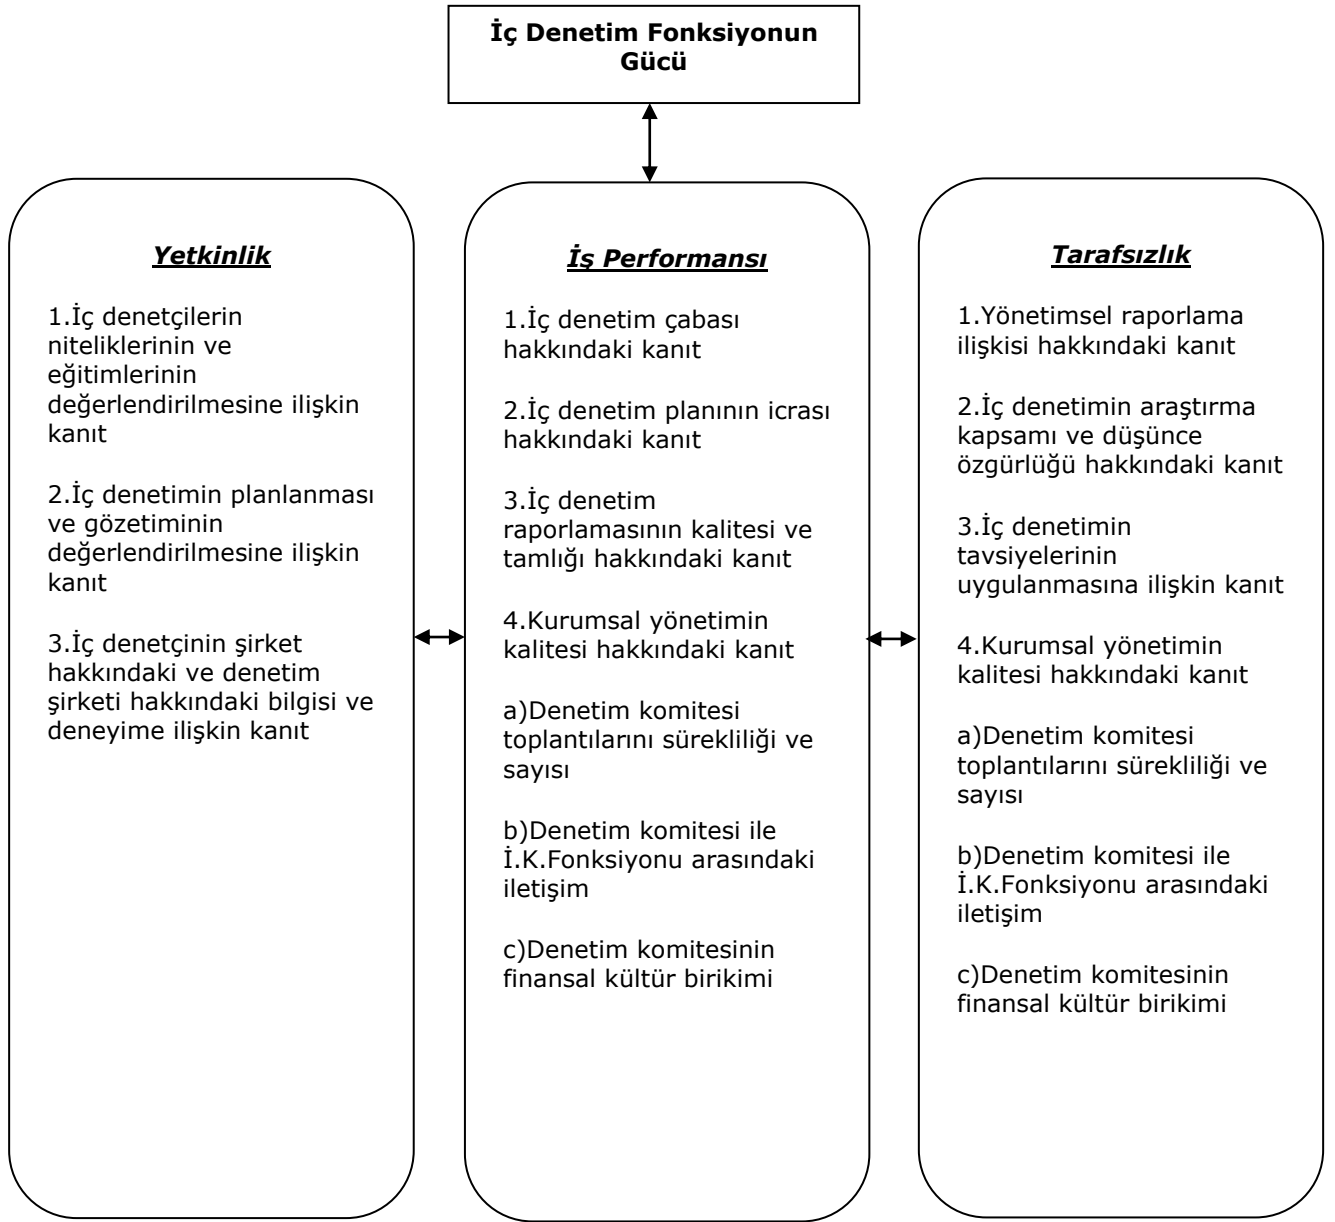 İç Denetim Fonksiyonun
Gücü
Yetkinlik
1.İç denetçilerin
niteliklerinin ve
eğitimlerinin
değerlendirilmesine ilişkin
kanıt
2.İç denetimin planlanması
ve gözetiminin
değerlendirilmesine ilişkin
kanıt
3.İç denetçinin şirket
hakkındaki ve denetim
şirketi hakkındaki bilgisi ve
deneyime ilişkin kanıt
İş Performansı
1.İç denetim çabası
hakkındaki kanıt
2.İç denetim planının icrası
hakkındaki kanıt
3.İç denetim
raporlamasının kalitesi ve
tamlığı hakkındaki kanıt
4.Kurumsal yönetimin
kalitesi hakkındaki kanıt
a)Denetim komitesi
toplantılarını sürekliliği ve
sayısı
b)Denetim komitesi ile
İ.K.Fonksiyonu arasındaki
iletişim
c)Denetim komitesinin
finansal kültür birikimi
Tarafsızlık
1.Yönetimsel raporlama
ilişkisi hakkındaki kanıt
2.İç denetimin araştırma
kapsamı ve düşünce
özgürlüğü hakkındaki kanıt
3.İç denetimin
tavsiyelerinin
uygulanmasına ilişkin kanıt
4.Kurumsal yönetimin
kalitesi hakkındaki kanıt
a)Denetim komitesi
toplantılarını sürekliliği ve
sayısı
b)Denetim komitesi ile
İ.K.Fonksiyonu arasındaki
iletişim
c)Denetim komitesinin
finansal kültür birikimi